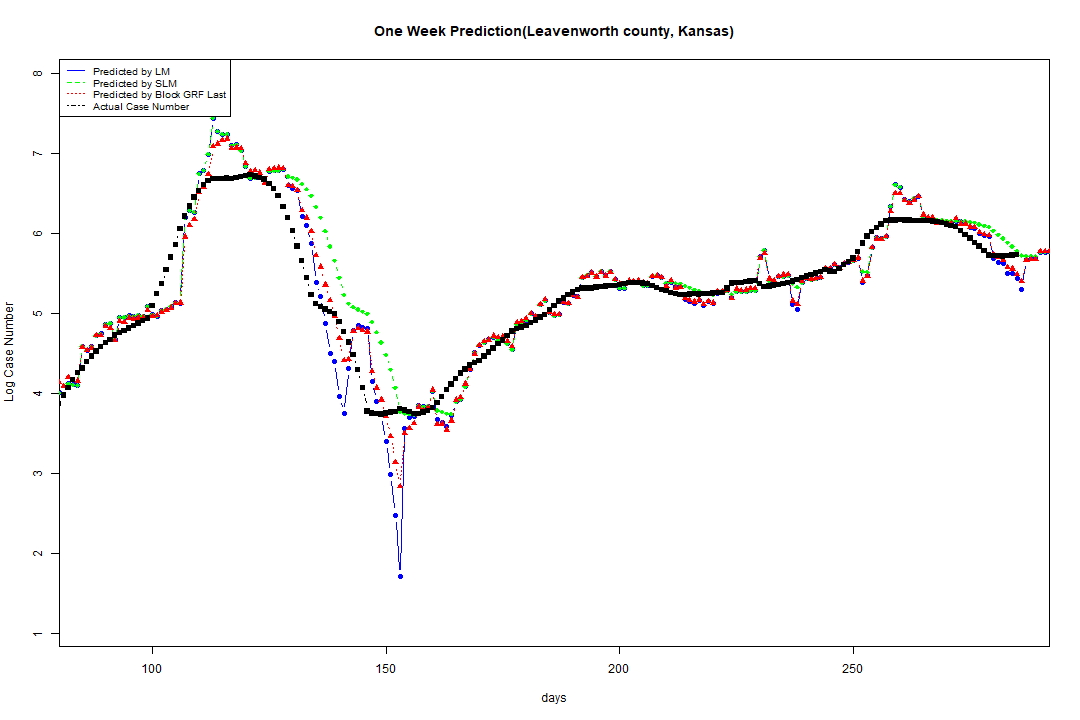 One Week Prediction(Leavenworth county, Kansas)
Predicted by LM
Predicted by SLM
Predicted by Block GRF Last
Actual Case Number
8
7
6
5
4
3
2
1
Log Case Number
100 150 200 250
days